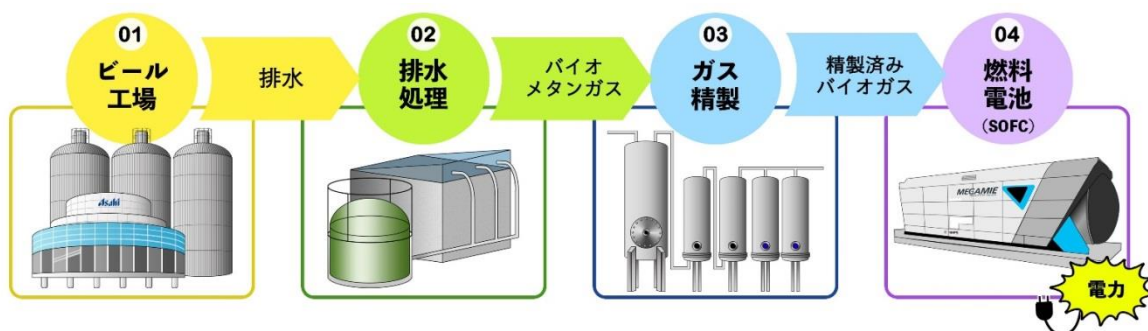 01
ビール
工場
排水
02
排水
処理
バイオ
メタンガス
03
ガス
精製
精製済み
バイオガス
04
燃料
電池
(SOFC)
Asahi
MEGAMIE
電力